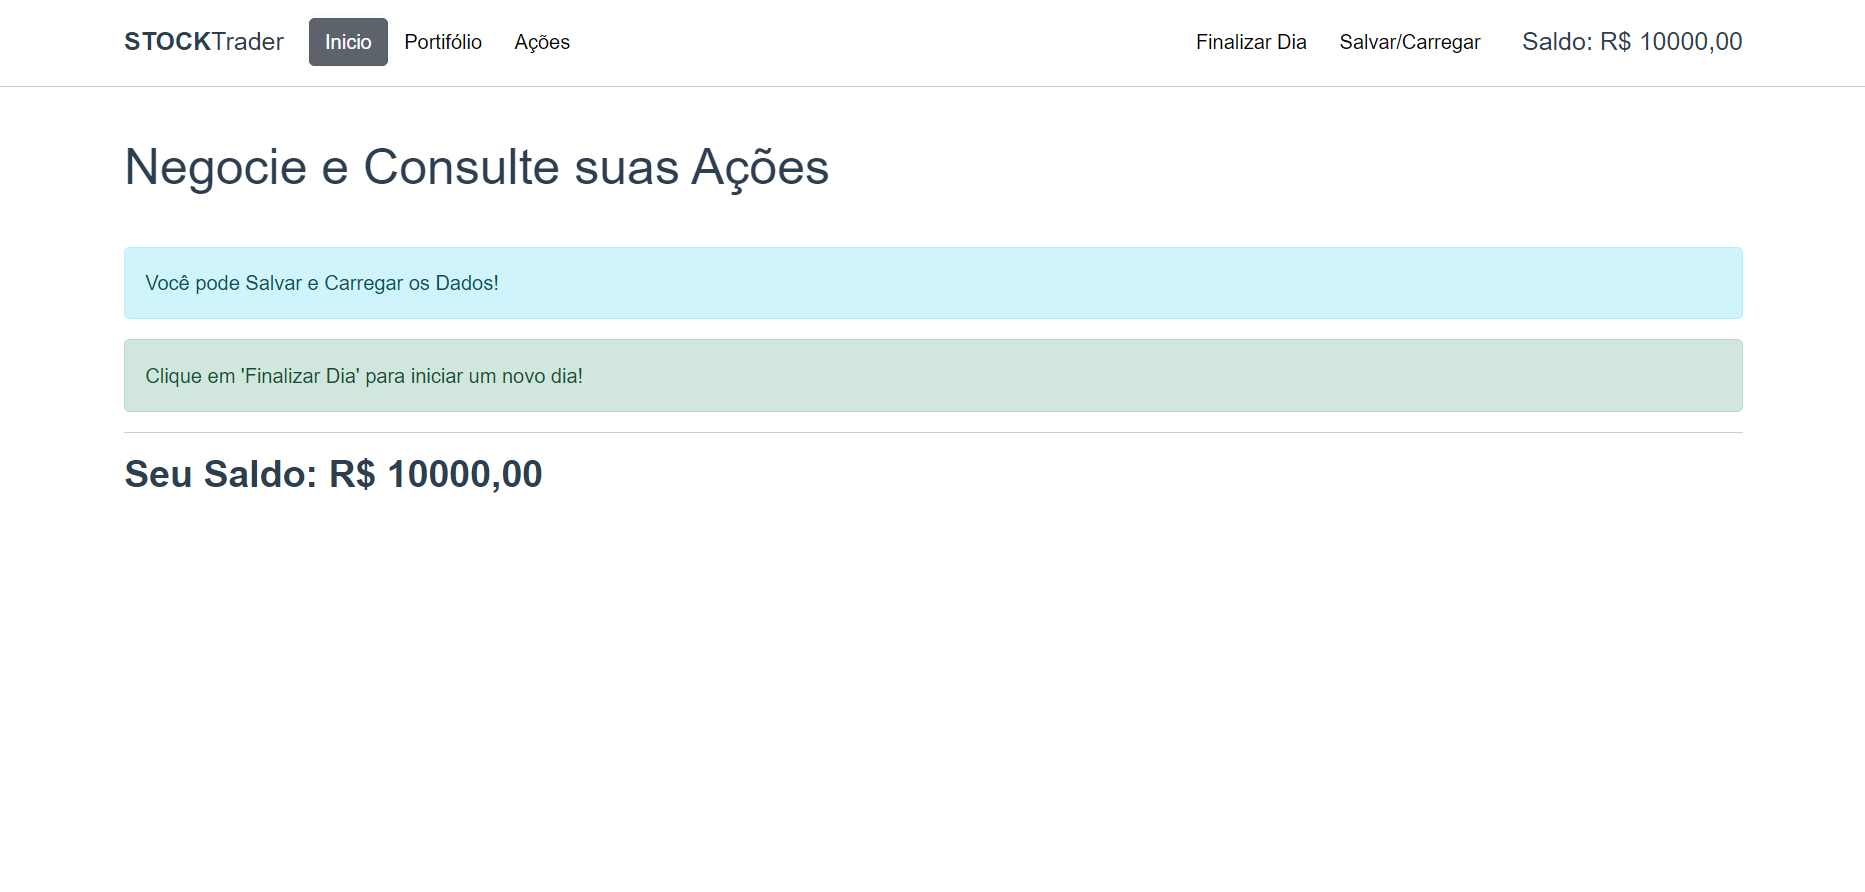 STOCKTrader Inicio Portifólio Ações Finalizar Dia Salvar/Carregar Saldo: R$ 10000,00
Negocie e Consulte suas Ações
Você pode Salvar e Carregar os Dados!
Clique em 'Finalizar Dia' para iniciar um novo dia!
Seu Saldo: R$ 10000,00